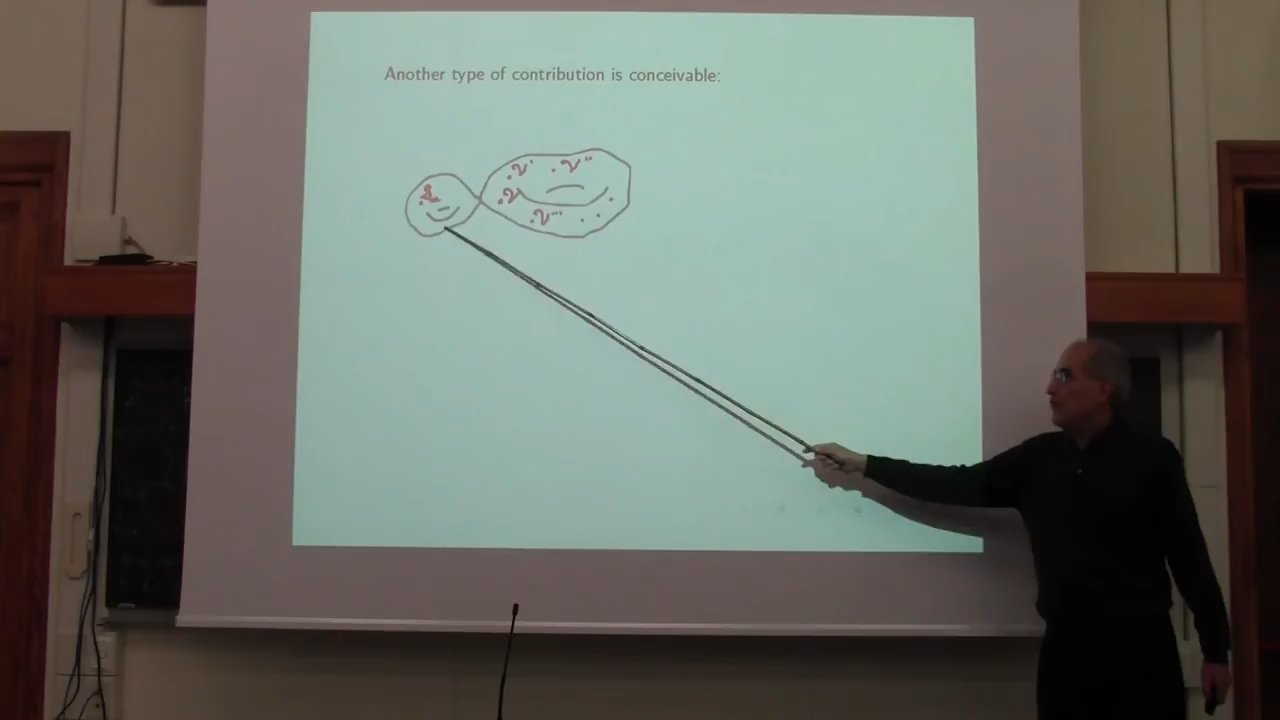 Another type of contribution is conceivable:
𝒱' 𝒱''
𝒱
𝒱'''